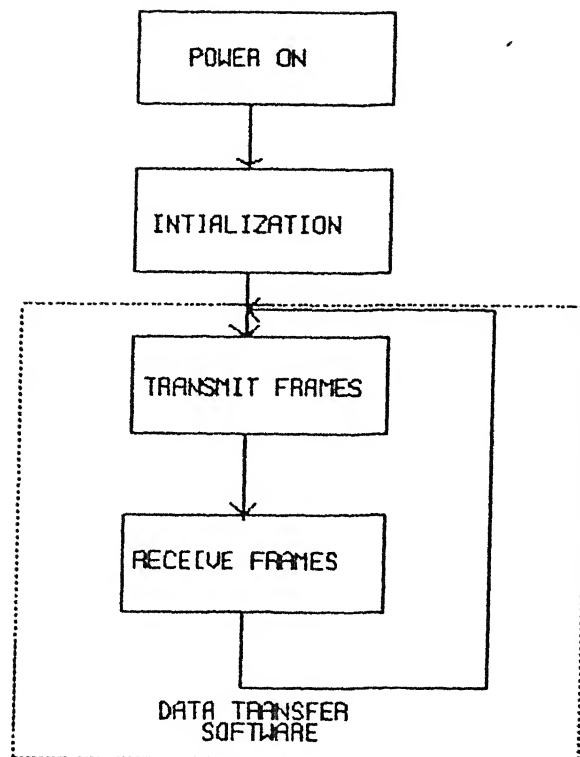 POWER ON
INTIALIZATION
TRANSMIT FRAMES
RECEIVE FRAMES
DATA TRANSFER
SOFTWARE